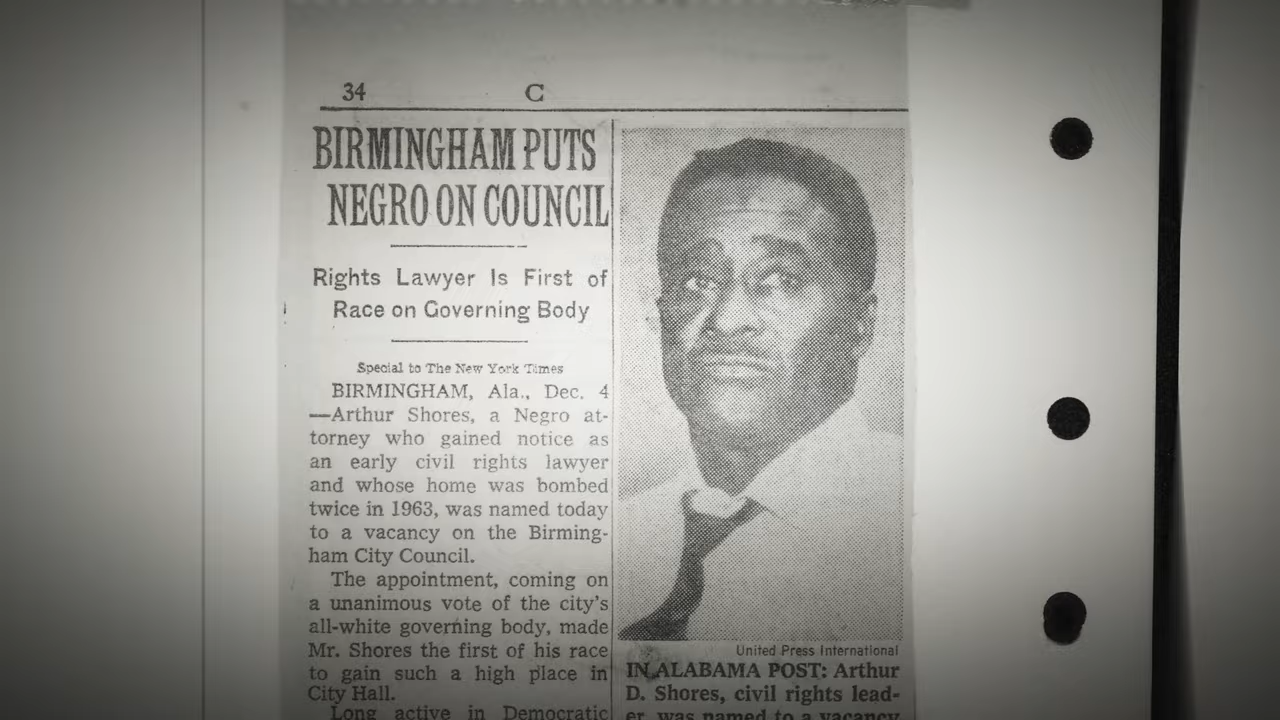 34 C
BIRMINGHAM PUTS
NEGRO ON COUNCIL
Rights Lawyer Is First of
Race on Governing Body
Special to The New York Times
BIRMINGHAM, Ala., Dec. 4
—Arthur Shores, a Negro at-
torney who gained notice as
an early civil rights lawyer
and whose home was bombed
twice in 1963, was named today
to a vacancy on the Birming-
ham City Council.
The appointment, coming on
a unanimous vote of the city's
all-white governing body, made
Mr. Shores the first of his race
to gain such a high place in
City Hall.
Long active in Democratic
United Press International
IN ALABAMA POST: Arthur
D. Shores, civil rights lead-
er, was named to a vacancy